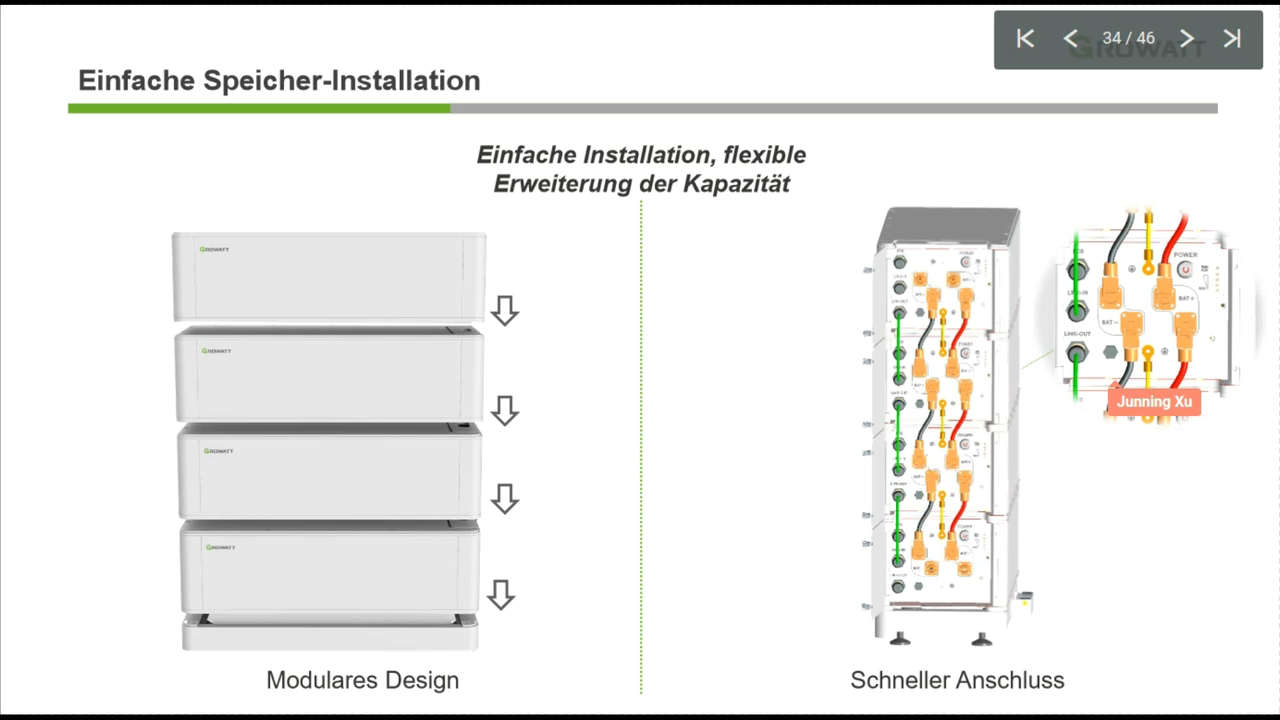 34 / 46
GROWATT
Einfache Speicher-Installation
Einfache Installation, flexible
Erweiterung der Kapazität
GROWATT
GROWATT
GROWATT
GROWATT
POWER
LINK-IN
BAT+
BAT-
LINK-OUT
Junning Xu
Modulares Design
Schneller Anschluss